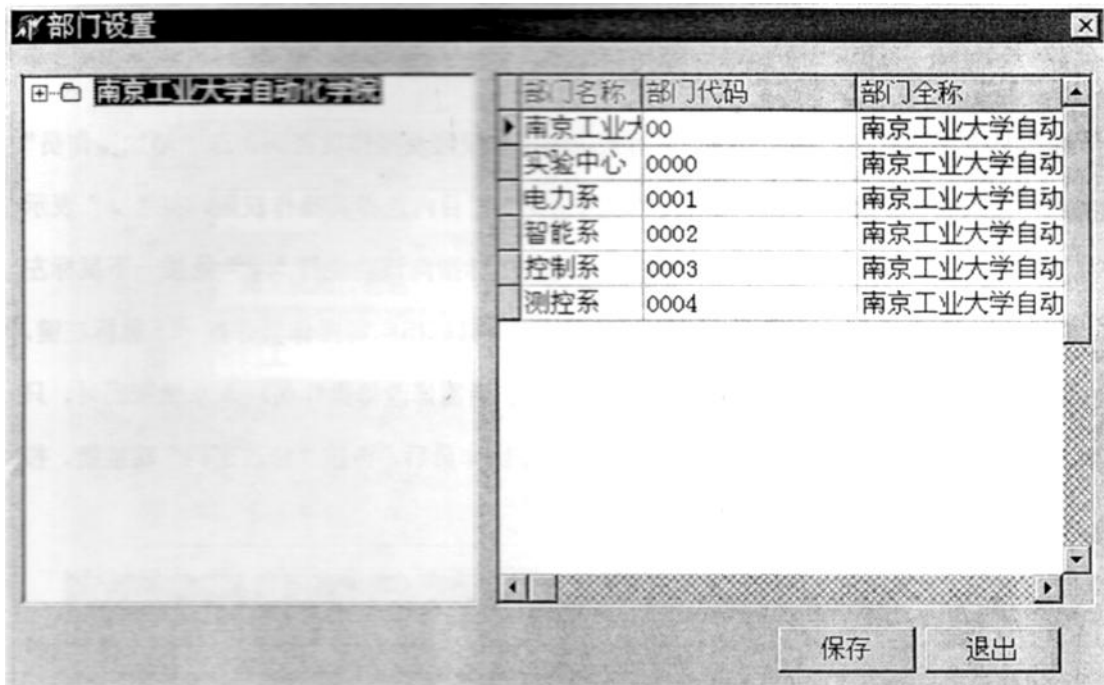 部门设置
南京工业大学自动化学院
部门名称 部门代码 部门全称
南京工业大 00 南京工业大学自动
实验中心 0000 南京工业大学自动
电力系 0001 南京工业大学自动
智能系 0002 南京工业大学自动
控制系 0003 南京工业大学自动
测控系 0004 南京工业大学自动
保存 退出